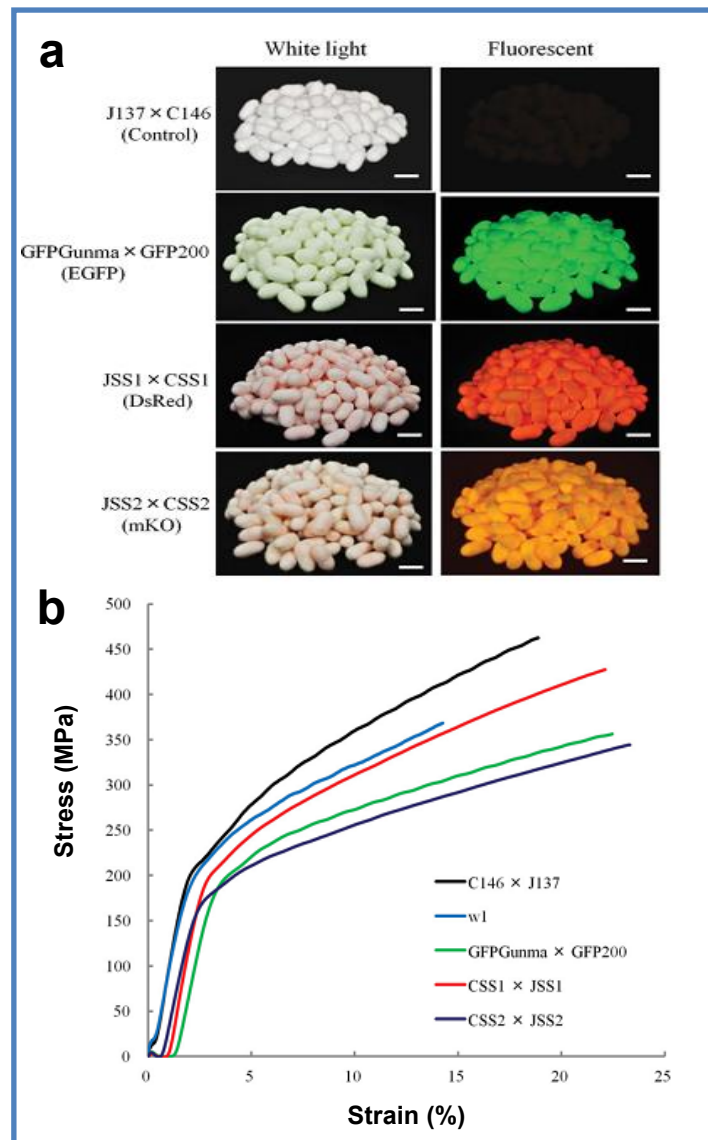 a
White light
Fluorescent
J137 × C146
(Control)
GFPGunma × GFP200
(EGFP)
JSS1 × CSS1
(DsRed)
JSS2 × CSS2
(mKO)
b
500
450
400
350
300
250
200
150
100
50
0
Stress (MPa)
C146 × J137
w1
GFPGunma × GFP200
CSS1 × JSS1
CSS2 × JSS2
0
5
10
15
20
25
Strain (%)